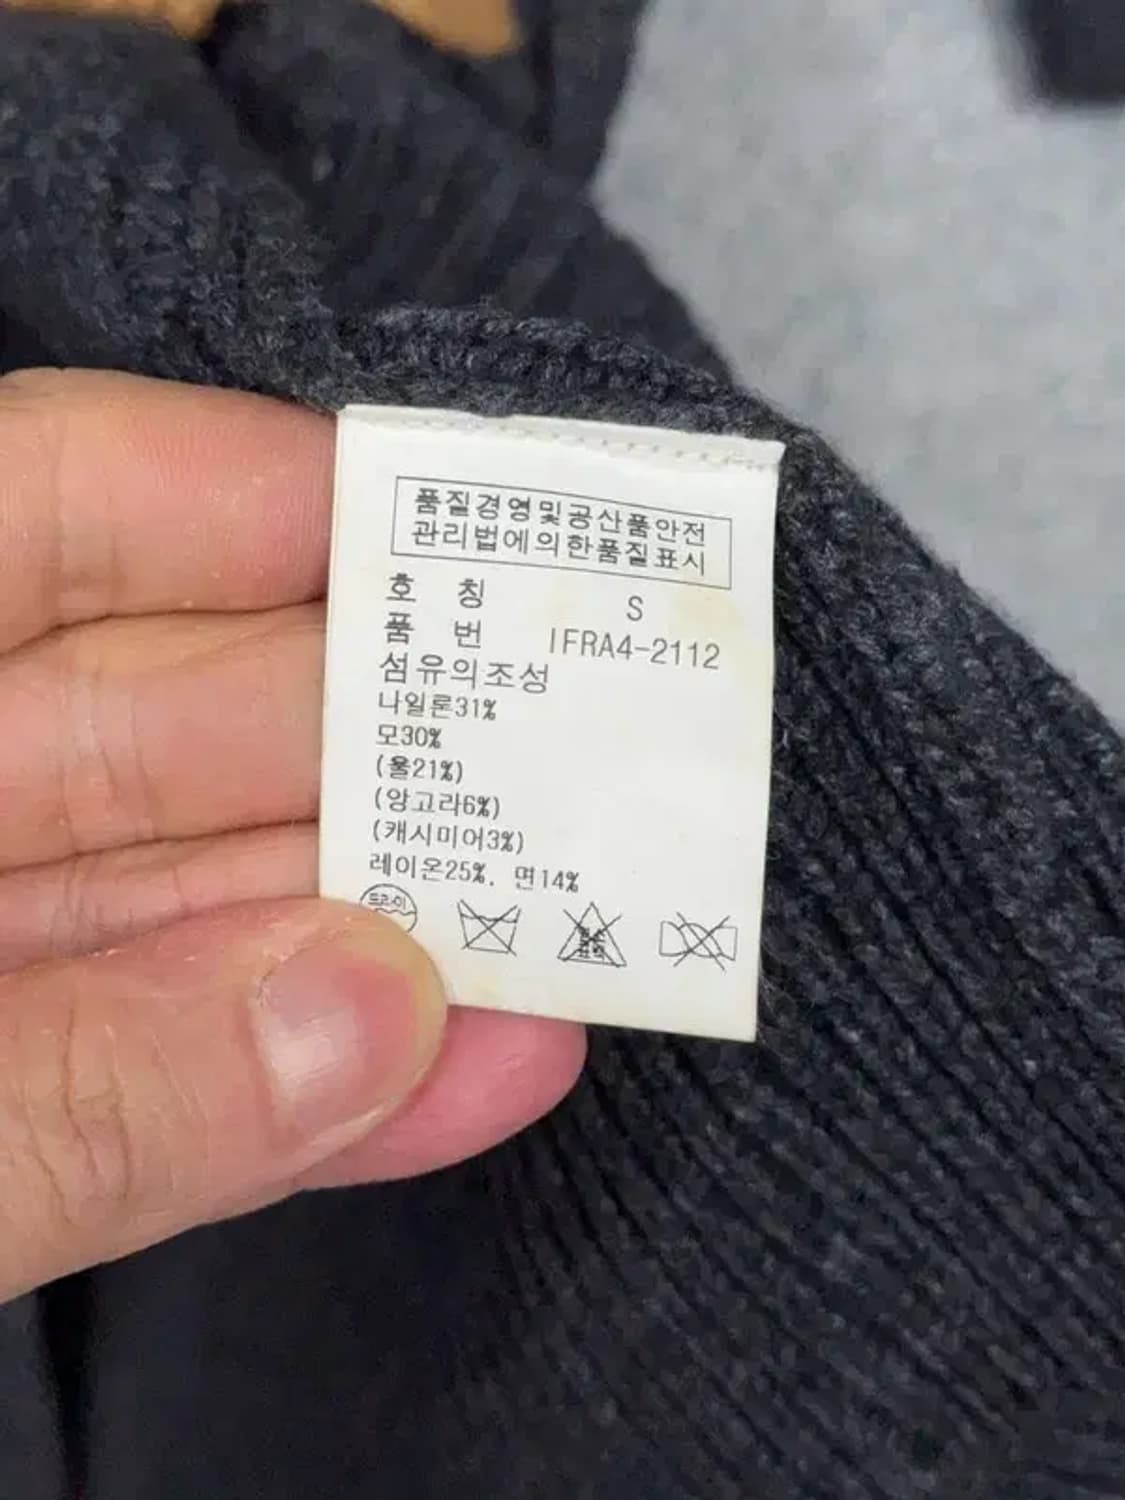 품질경영및공산품안전
관리법에의한품질표시
호 칭 S
품 번 IFRA4-2112
섬유의조성
나일론31%
모30%
(울21%)
(앙고라6%)
(캐시미어3%)
레이온25%. 면14%
드라이